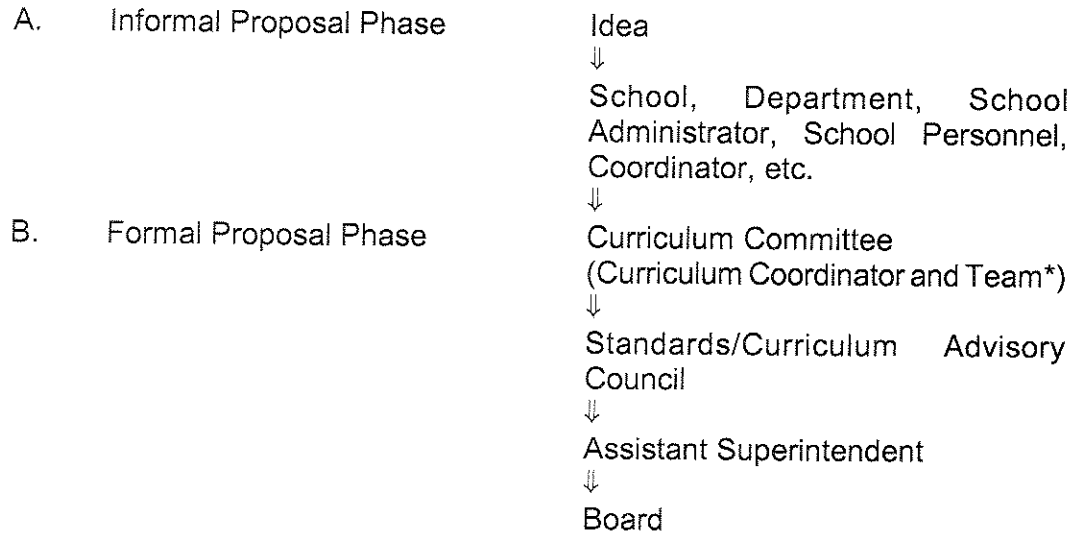 A. Informal Proposal Phase Idea
⇓
School, Department, School
Administrator, School Personnel,
Coordinator, etc.
⇓
B. Formal Proposal Phase Curriculum Committee
(Curriculum Coordinator and Team*)
⇓
Standards/Curriculum Advisory
Council
⇓
Assistant Superintendent
⇓
Board